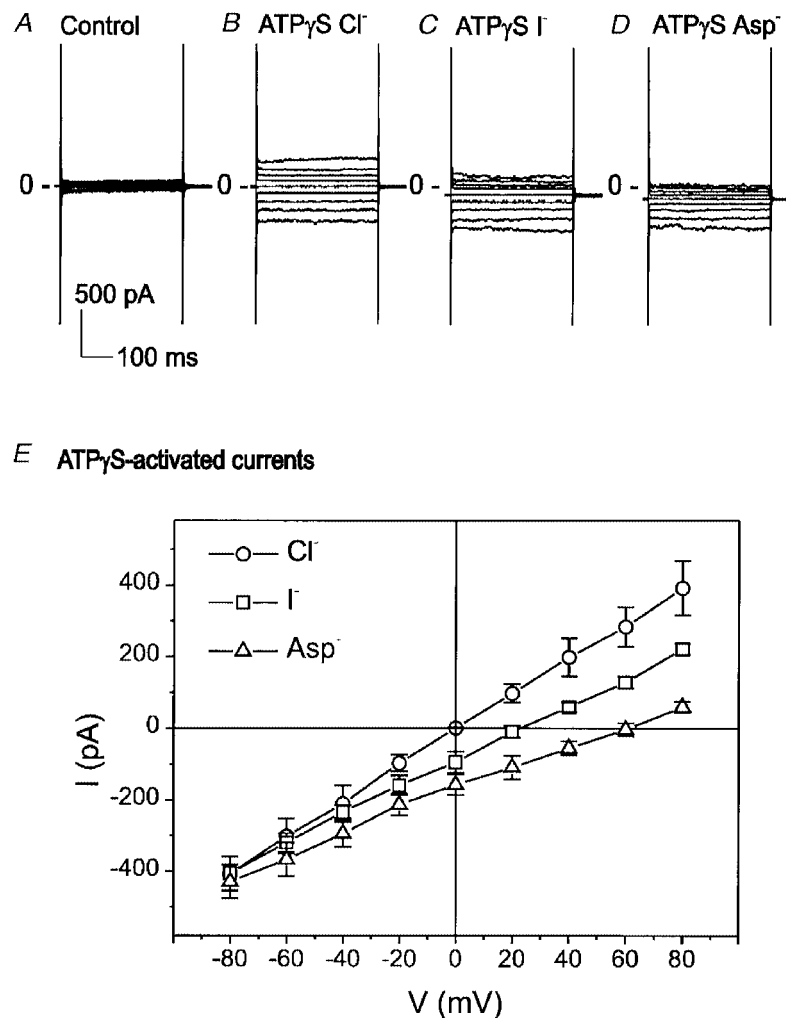 A Control B ATPγS Cl⁻ C ATPγS I⁻ D ATPγS Asp⁻
0 0 0 0
500 pA
100 ms
E ATPγS-activated currents
Cl⁻
I⁻
Asp⁻
400
200
0
-200
-400
I (pA)
-80 -60 -40 -20 0 20 40 60 80
V (mV)